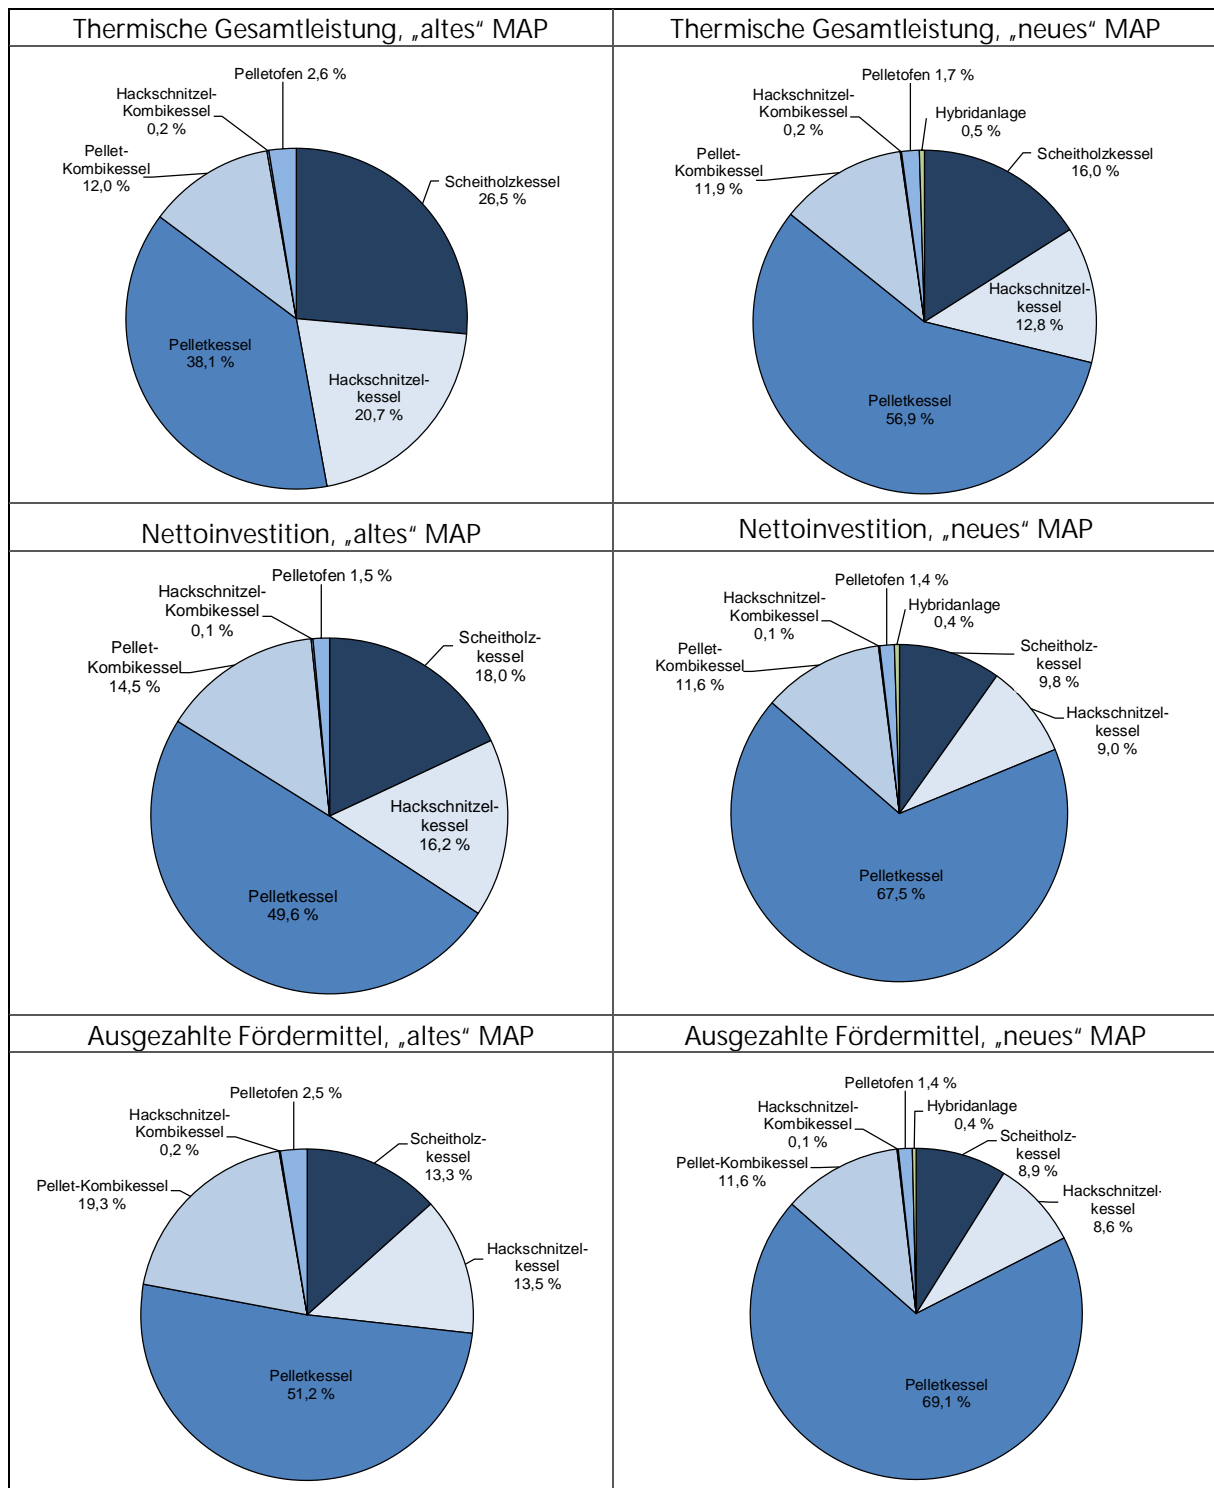 Thermische Gesamtleistung, „altes“ MAP
Pelletofen 2,6 %
Hackschnitzel-
Kombikessel
0,2 %
Pellet-
Kombikessel
12,0 %
Scheitholzkessel
26,5 %
Pelletkessel
38,1 %
Hackschnitzel-
kessel
20,7 %
Thermische Gesamtleistung, „neues“ MAP
Pelletofen 1,7 %
Hackschnitzel-
Kombikessel
0,2 %
Hybridanlage
0,5 %
Pellet-
Kombikessel
11,9 %
Scheitholzkessel
16,0 %
Hackschnitzel-
kessel
12,8 %
Pelletkessel
56,9 %
Nettoinvestition, „altes“ MAP
Pelletofen 1,5 %
Hackschnitzel-
Kombikessel
0,1 %
Pellet-
Kombikessel
14,5 %
Scheitholz-
kessel
18,0 %
Hackschnitzel-
kessel
16,2 %
Pelletkessel
49,6 %
Nettoinvestition, „neues“ MAP
Pelletofen 1,4 %
Hackschnitzel-
Kombikessel
0,1 %
Hybridanlage
0,4 %
Pellet-
Kombikessel
11,6 %
Scheitholz-
kessel
9,8 %
Hackschnitzel-
kessel
9,0 %
Pelletkessel
67,5 %
Ausgezahlte Fördermittel, „altes“ MAP
Pelletofen 2,5 %
Hackschnitzel-
Kombikessel
0,2 %
Pellet-Kombikessel
19,3 %
Scheitholz-
kessel
13,3 %
Hackschnitzel-
kessel
13,5 %
Pelletkessel
51,2 %
Ausgezahlte Fördermittel, „neues“ MAP
Pelletofen 1,4 %
Hackschnitzel-
Kombikessel
0,1 %
Hybridanlage
0,4 %
Pellet-Kombikessel
11,6 %
Scheitholz-
kessel
8,9 %
Hackschnitzel-
kessel
8,6 %
Pelletkessel
69,1 %